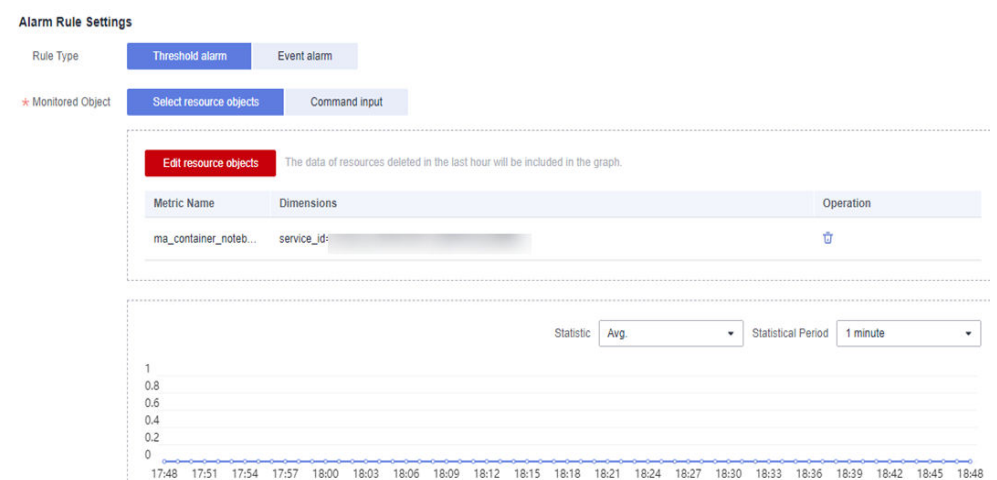 Alarm Rule Settings
Rule Type Threshold alarm Event alarm
* Monitored Object Select resource objects Command input
Edit resource objects The data of resources deleted in the last hour will be included in the graph.
Metric Name Dimensions Operation
ma_container_noteb... service_id=
Statistic Avg. Statistical Period 1 minute
1
0.8
0.6
0.4
0.2
0
17:48 17:51 17:54 17:57 18:00 18:03 18:06 18:09 18:12 18:15 18:18 18:21 18:24 18:27 18:30 18:33 18:36 18:39 18:42 18:45 18:48